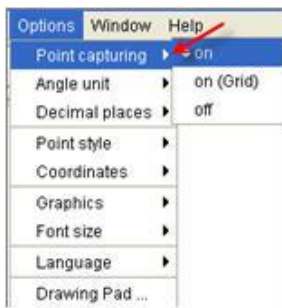 Options Window Help
Point capturing on
Angle unit on (Grid)
Decimal places off
Point style
Coordinates
Graphics
Font size
Language
Drawing Pad ...